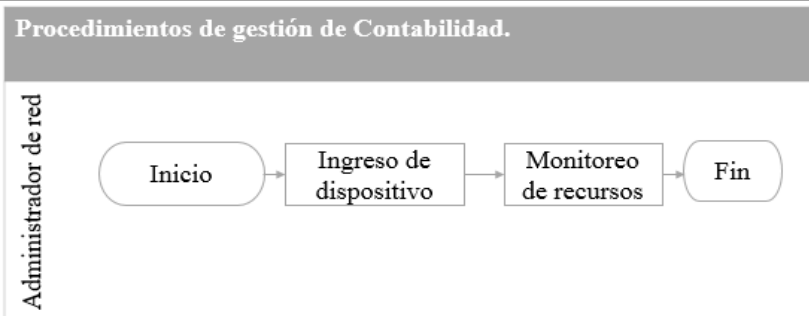 Procedimientos de gestión de Contabilidad.
Administrador de red
Inicio
Ingreso de
dispositivo
Monitoreo
de recursos
Fin